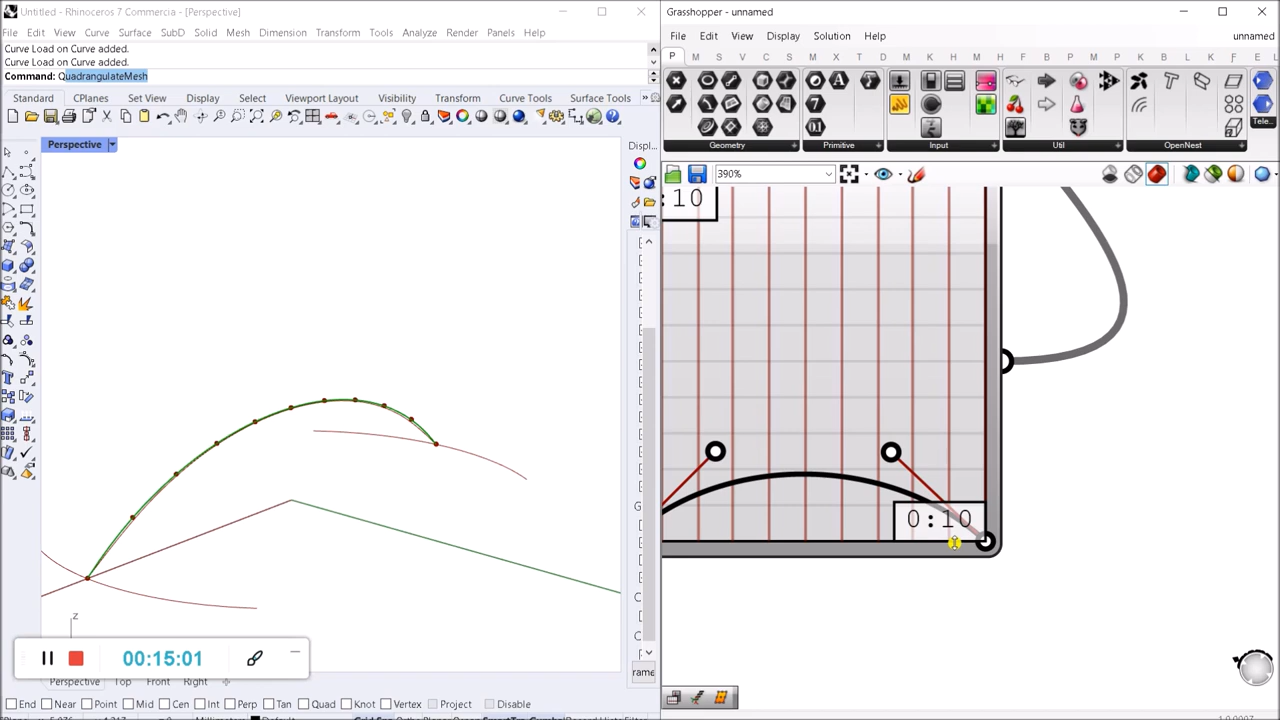 Untitled - Rhinoceros 7 Commercia - [Perspective]
File Edit View Curve Surface SubD Solid Mesh Dimension Transform Tools Analyze Render Panels Help
Curve Load on Curve added.
Curve Load on Curve added.
Command: QuadrangulateMesh
Standard CPlanes Set View Display Select Viewport Layout Visibility Transform Curve Tools Surface Tools »
Perspective
Displ...
z
00:15:01
Perspective Top Front Right
Near Point Mid Cen Int Perp Tan Quad Knot Vertex Project Disable
Grasshopper - unnamed
File Edit View Display Solution Help unnamed
P M S V C S M I T D M X T K M H M L H F E
Geometry Primitive Input Util OpenNest Tele...
390%
:10
0:10